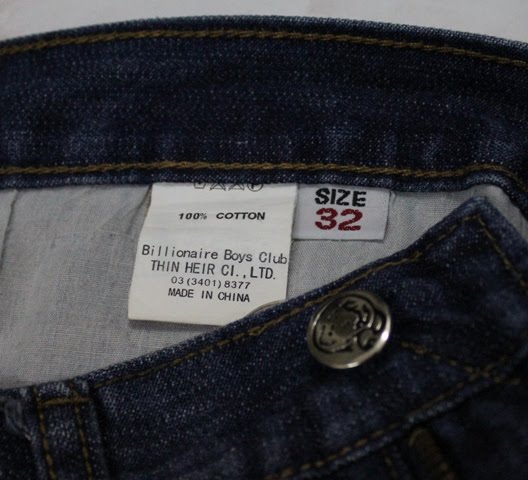 100% COTTON
Billionaire Boys Club
THIN HEIR CI.,LTD.
03(3401)8377
MADE IN CHINA
SIZE
32